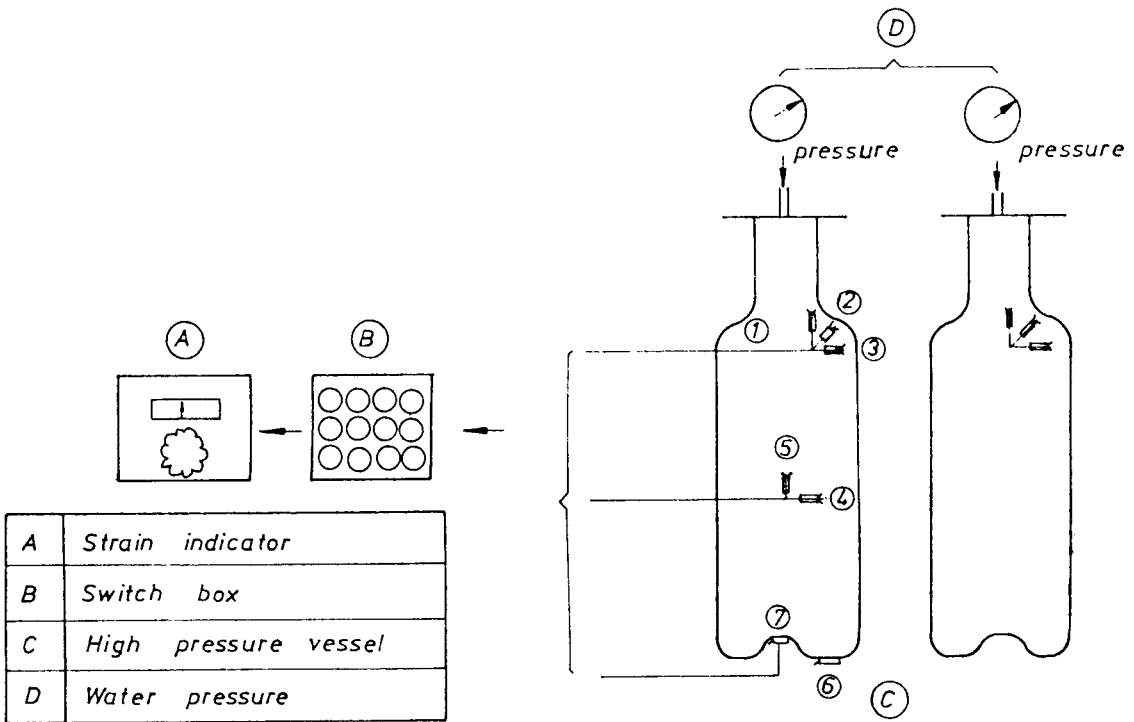 D
pressure
pressure
2
1
3
A
B
5
4
7
6
C
A Strain indicator
B Switch box
C High pressure vessel
D Water pressure